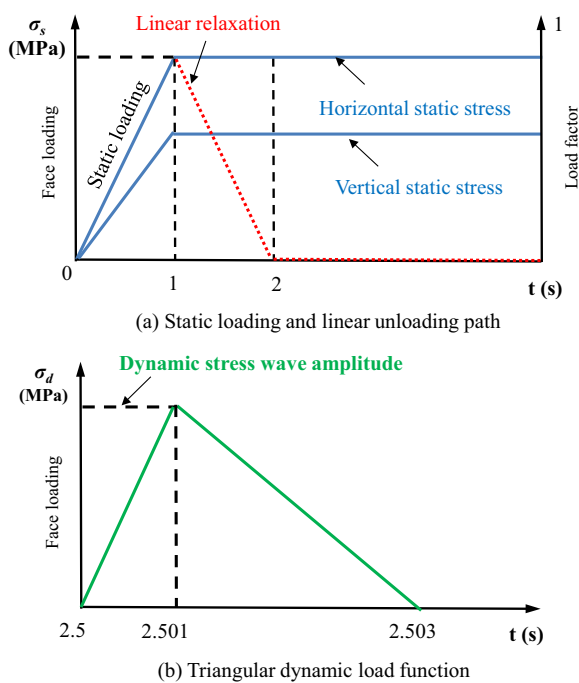 σs
(MPa)
Linear relaxation
1
Static loading
Face loading
Horizontal static stress
Vertical static stress
Load factor
0
1
2
t (s)
(a) Static loading and linear unloading path
σd
(MPa)
Dynamic stress wave amplitude
Face loading
2.5
2.501
2.503
t (s)
(b) Triangular dynamic load function